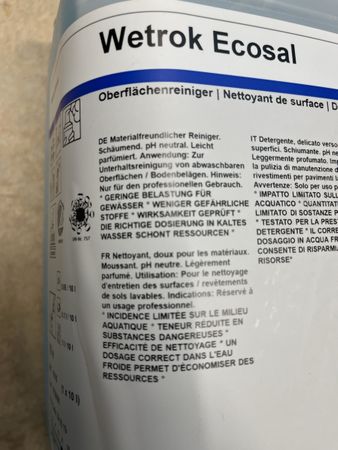 Wetrok Ecosal
Oberflächenreiniger | Nettoyant de surface | D
DE Materialfreundlicher Reiniger.
Schäumend. pH neutral. Leicht
parfümiert. Anwendung: Zur
Unterhaltsreinigung von abwaschbaren
Oberflächen / Bodenbelägen. Hinweis:
Nur für den professionellen Gebrauch.
* GERINGE BELASTUNG FÜR
GEWÄSSER * WENIGER GEFÄHRLICHE
STOFFE * WIRKSAMKEIT GEPRÜFT *
DIE RICHTIGE DOSIERUNG IN KALTES
WASSER SCHONT RESSOURCEN *
FR Nettoyant, doux pour les matériaux.
Moussant. pH neutre. Légèrement
parfumé. Utilisation: Pour le nettoyage
d'entretien des surfaces / revêtements
de sols lavables. Indications: Réservé à
un usage professionnel.
* INCIDENCE LIMITÉE SUR LE MILIEU
AQUATIQUE * TENEUR RÉDUITE EN
SUBSTANCES DANGEREUSES *
EFFICACITÉ DE NETTOYAGE * UN
DOSAGE CORRECT DANS L'EAU
FROIDE PERMET D'ÉCONOMISER DES
RESSOURCES *
IT Detergente, delicato verso
superfici. Schiumante. pH ne
Leggermente profumato. Im
la pulizia di manutenzione d
rivestimenti per pavimenti l
Avvertenze: Solo per uso p
* IMPATTO LIMITATO SULL
ACQUATICO * QUANTITAT
LIMITATO DI SOSTANZE P
* TESTATO PER LA PRES
DETERGENTE * IL CORRE
DOSAGGIO IN ACQUA FR
CONSENTE DI RISPARMI
RISORSE*
(1 x 10 l)